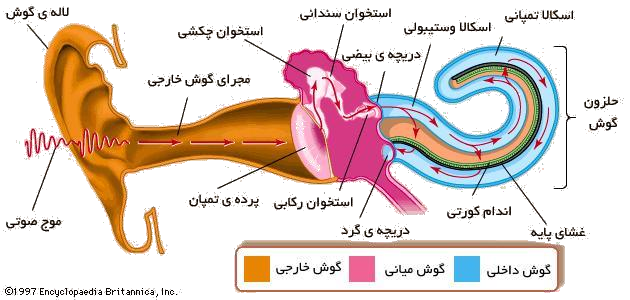 لاله ی گوش
استخوان سندانی
اسکالا تمپانی
استخوان چکشی
اسکالا وستیبولی
دریچه ی بیضی
مجرای گوش خارجی
حلزون
گوش
موج صوتی
پرده ی تمپان
استخوان رکابی
دریچه ی گرد
اندام کورتی
غشای پایه
گوش خارجی
گوش میانی
گوش داخلی
©1997 Encyclopaedia Britannica, Inc.